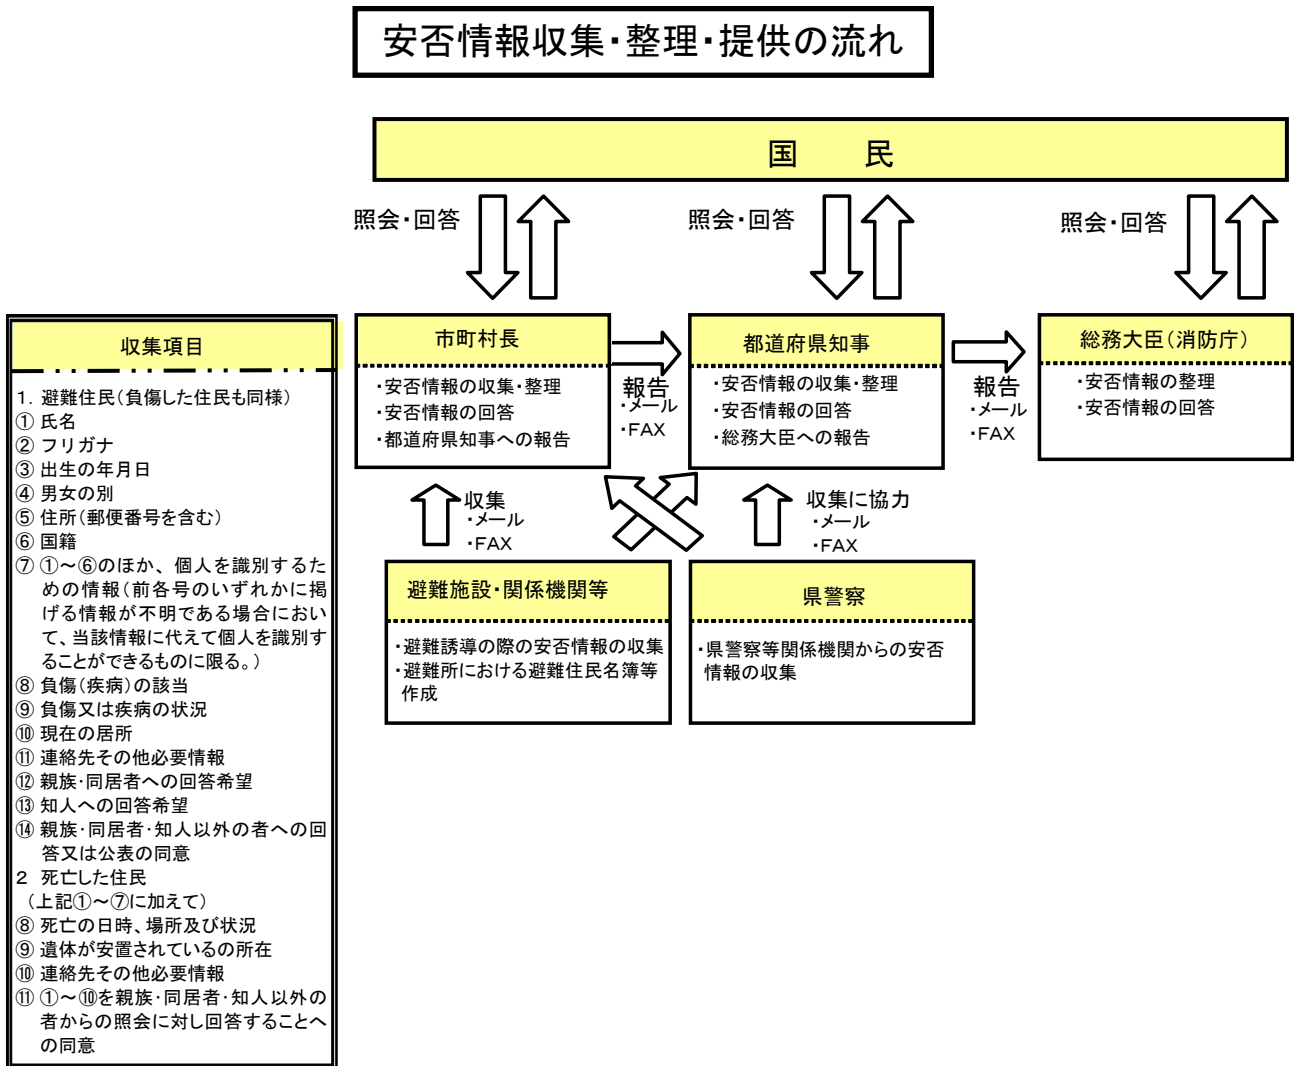 安否情報収集・整理・提供の流れ
国　　民
照会・回答
照会・回答
照会・回答
収集項目
1．避難住民（負傷した住民も同様）
① 氏名
② フリガナ
③ 出生の年月日
④ 男女の別
⑤ 住所（郵便番号を含む）
⑥ 国籍
⑦ ①～⑥のほか、個人を識別するた
めの情報（前各号のいずれかに掲
げる情報が不明である場合におい
て、当該情報に代えて個人を識別す
ることができるものに限る。）
⑧ 負傷（疾病）の該当
⑨ 負傷又は疾病の状況
⑩ 現在の居所
⑪ 連絡先その他必要情報
⑫ 親族・同居者への回答希望
⑬ 知人への回答希望
⑭ 親族・同居者・知人以外の者への回
答又は公表の同意
2　死亡した住民
（上記①～⑦に加えて）
⑧ 死亡の日時、場所及び状況
⑨ 遺体が安置されているの所在
⑩ 連絡先その他必要情報
⑪ ①～⑩を親族・同居者・知人以外の
者からの照会に対し回答することへ
の同意
市町村長
・安否情報の収集・整理
・安否情報の回答
・都道府県知事への報告
報告
・メール
・FAX
都道府県知事
・安否情報の収集・整理
・安否情報の回答
・総務大臣への報告
報告
・メール
・FAX
総務大臣（消防庁）
・安否情報の整理
・安否情報の回答
収集
・メール
・FAX
収集に協力
・メール
・FAX
避難施設・関係機関等
・避難誘導の際の安否情報の収集
・避難所における避難住民名簿等
作成
県警察
・県警察等関係機関からの安否
情報の収集